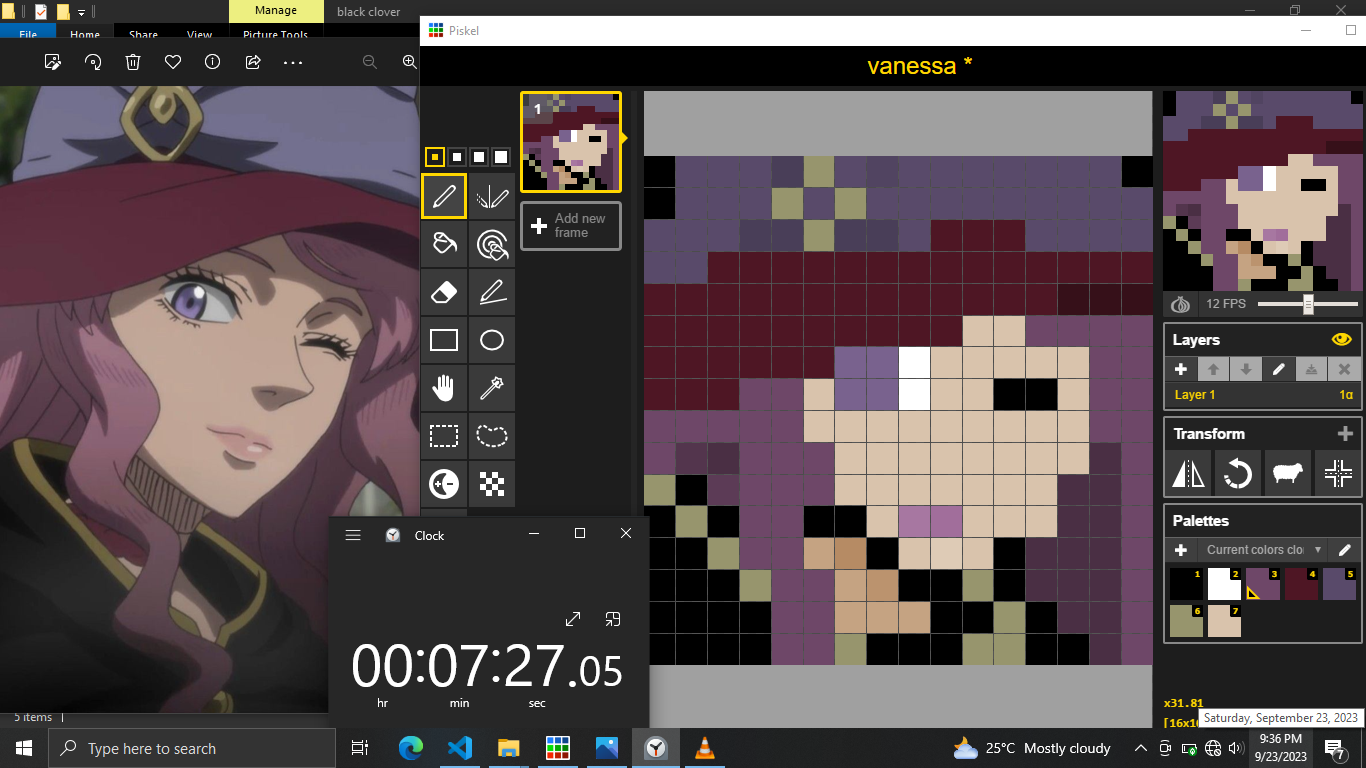 Manage
black clover
File
Home
Share
View
Picture Tools
Piskel
vanessa *
1
Add new
frame
12 FPS
Layers
Layer 1
1α
Transform
Palettes
Current colors clo
1
2
3
4
5
6
7
x31.81
[16x1
Saturday, September 23, 2023
Clock
00:07:27.05
hr
min
sec
5 items
Type here to search
25°C Mostly cloudy
9:36 PM
9/23/2023
7